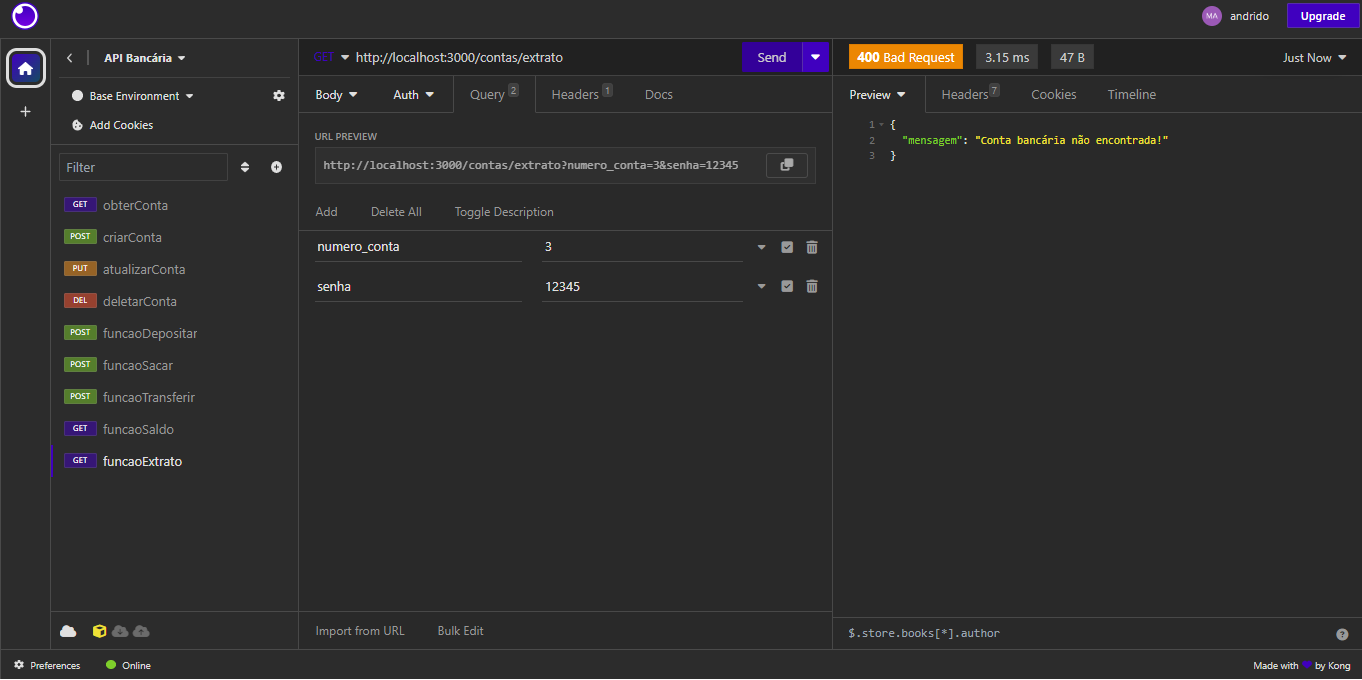 MA andrido Upgrade
API Bancária
GET http://localhost:3000/contas/extrato Send
400 Bad Request 3.15 ms 47 B Just Now
Base Environment
Add Cookies
Body Auth Query 2 Headers 1 Docs
Preview Headers 7 Cookies Timeline
URL PREVIEW
http://localhost:3000/contas/extrato?numero_conta=3&senha=12345
1 {
2 "mensagem": "Conta bancária não encontrada!"
3 }
Filter
Add Delete All Toggle Description
numero_conta 3
senha 12345
GET obterConta
POST criarConta
PUT atualizarConta
DEL deletarConta
POST funcaoDepositar
POST funcaoSacar
POST funcaoTransferir
GET funcaoSaldo
GET funcaoExtrato
Import from URL Bulk Edit
$.store.books[*].author
?
Preferences Online
Made with by Kong